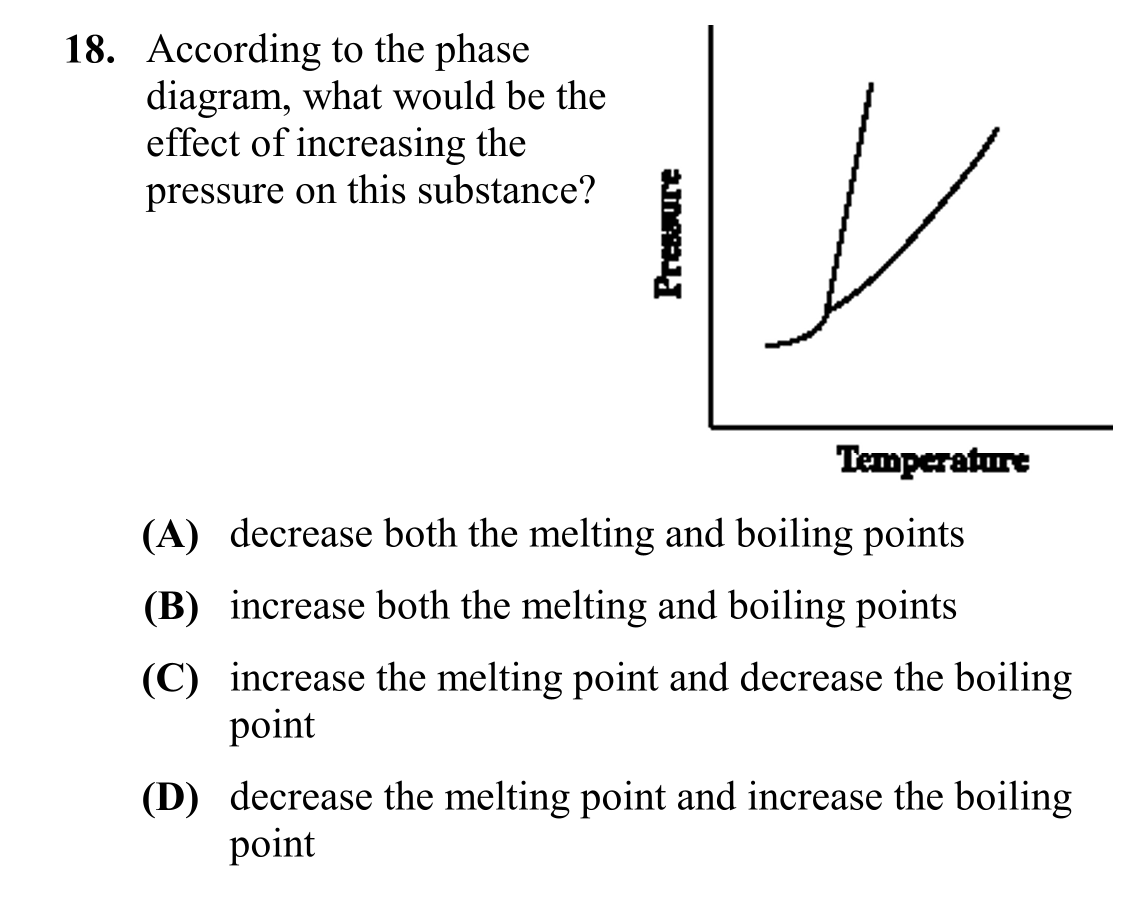 18. According to the phase
diagram, what would be the
effect of increasing the
pressure on this substance?
Pressure
Temperature
(A) decrease both the melting and boiling points
(B) increase both the melting and boiling points
(C) increase the melting point and decrease the boiling
point
(D) decrease the melting point and increase the boiling
point